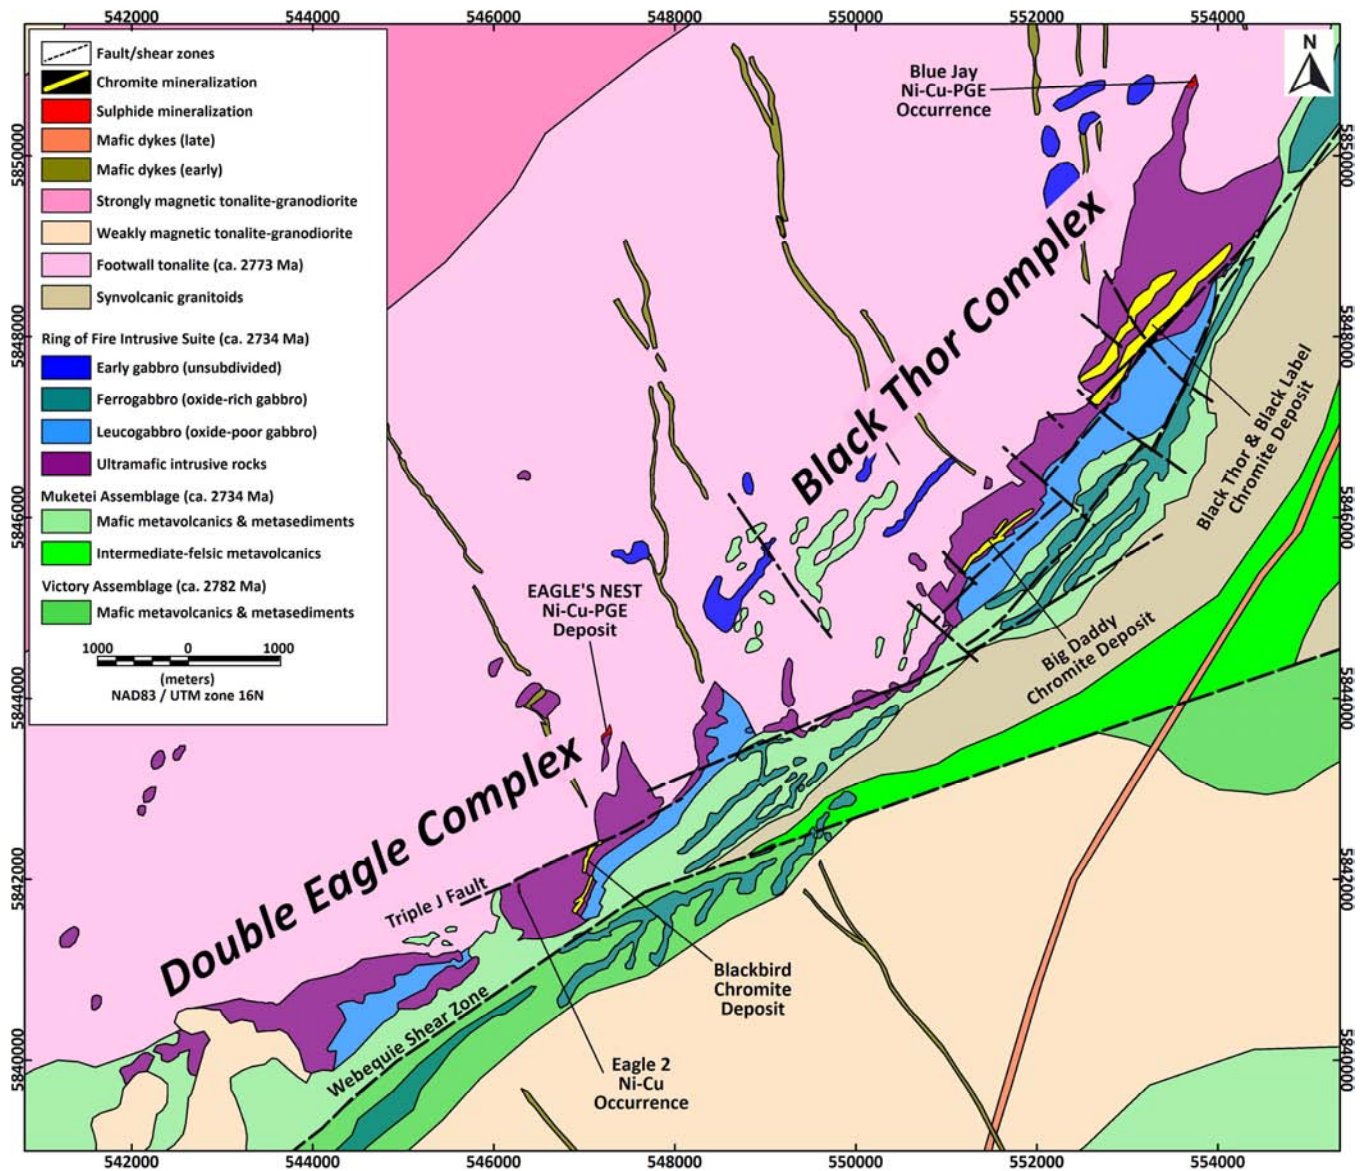 542000
544000
546000
548000
550000
552000
554000
Fault/shear zones
Chromite mineralization
Sulphide mineralization
Mafic dykes (late)
Mafic dykes (early)
Strongly magnetic tonalite-granodiorite
Weakly magnetic tonalite-granodiorite
Footwall tonalite (ca. 2773 Ma)
Synvolcanic granitoids
Ring of Fire Intrusive Suite (ca. 2734 Ma)
Early gabbro (unsubdivided)
Ferrogabbro (oxide-rich gabbro)
Leucogabbro (oxide-poor gabbro)
Ultramafic intrusive rocks
Muketei Assemblage (ca. 2734 Ma)
Mafic metavolcanics & metasediments
Intermediate-felsic metavolcanics
Victory Assemblage (ca. 2782 Ma)
Mafic metavolcanics & metasediments
1000 0 1000
(meters)
NAD83 / UTM zone 16N
N
Blue Jay
Ni-Cu-PGE
Occurrence
Black Thor Complex
Black Thor & Black Label
Chromite Deposit
EAGLE'S NEST
Ni-Cu-PGE
Deposit
Big Daddy
Chromite Deposit
Double Eagle Complex
Triple J Fault
Blackbird
Chromite
Deposit
Webequie Shear Zone
Eagle 2
Ni-Cu
Occurrence
5850000
5848000
5846000
5844000
5842000
5840000
5850000
5848000
5846000
5844000
5842000
5840000
542000
544000
546000
548000
550000
552000
554000